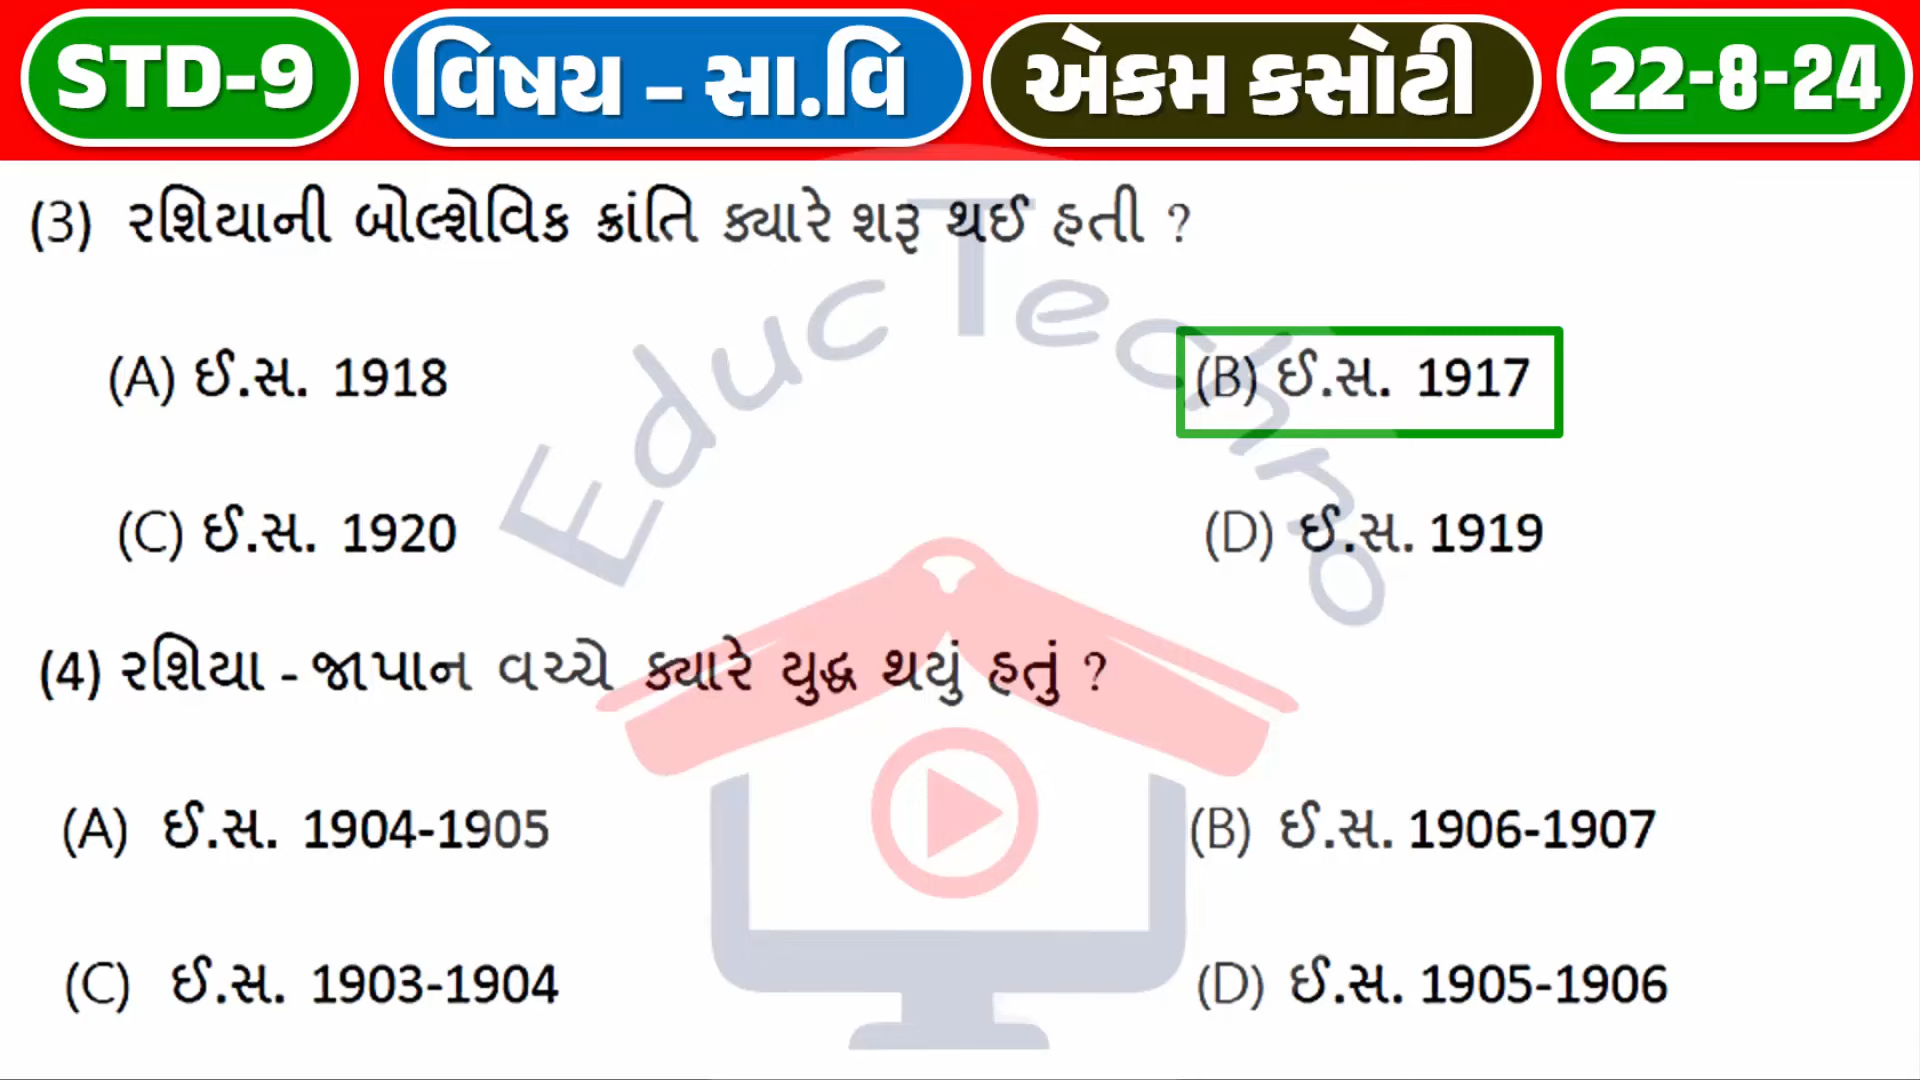 STD-9 વિષય – સા.વિ એકમ કસોટી 22-8-24
(3) રશિયાની બોલ્શેવિક ક્રાંતિ ક્યારે શરૂ થઈ હતી ?
(A) ઈ.સ. 1918 (B) ઈ.સ. 1917
(C) ઈ.સ. 1920 (D) ઈ.સ. 1919
(4) રશિયા - જાપાન વચ્ચે ક્યારે યુદ્ધ થયું હતું ?
(A) ઈ.સ. 1904-1905 (B) ઈ.સ. 1906-1907
(C) ઈ.સ. 1903-1904 (D) ઈ.સ. 1905-1906
EducTechro